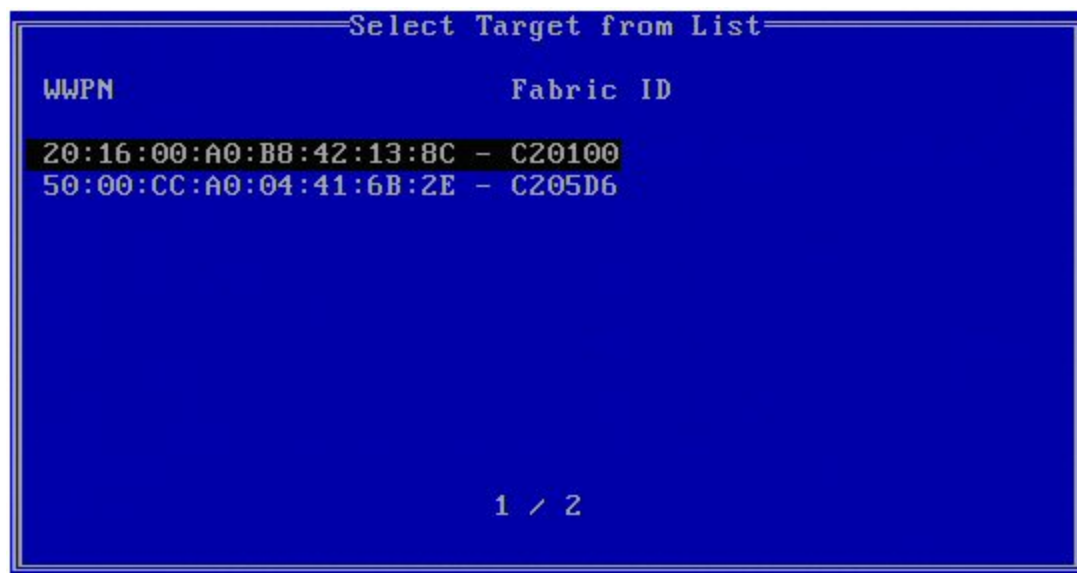 Select Target from List
WWPN Fabric ID
20:16:00:A0:B8:42:13:8C - C20100
50:00:CC:A0:04:41:6B:2E - C205D6
1 / 2